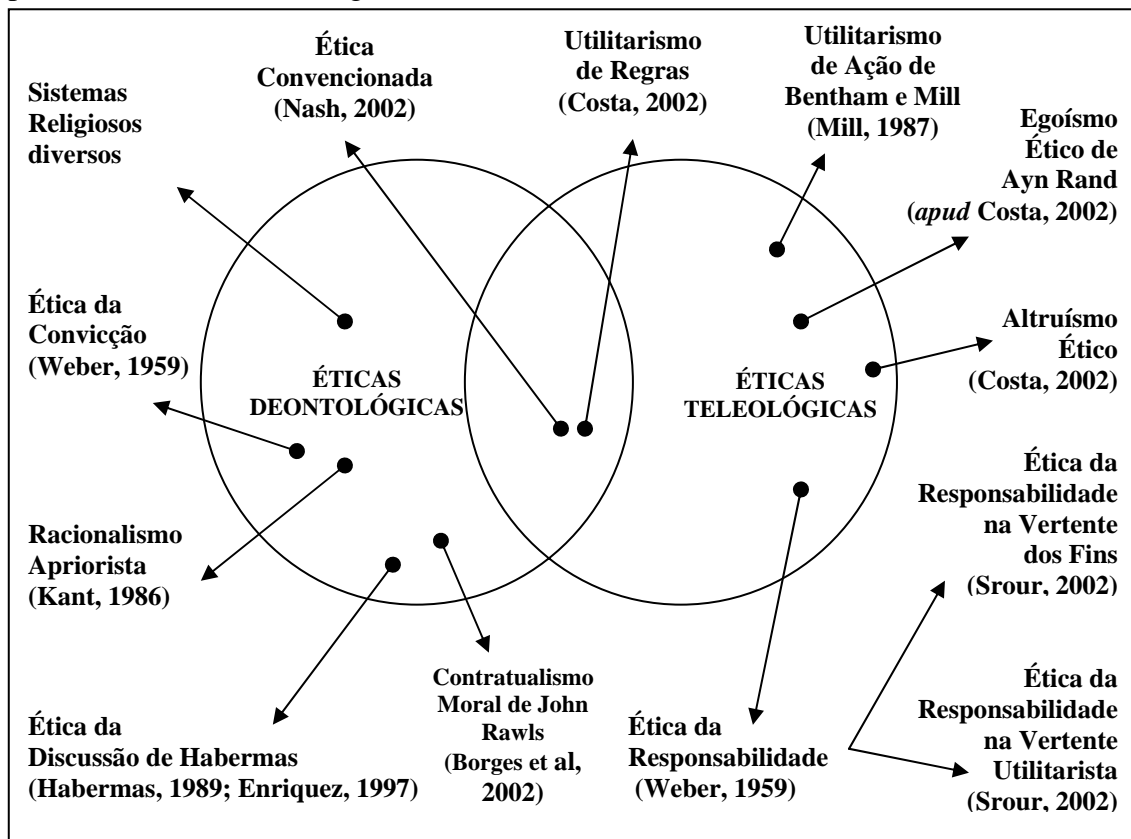 Ética
Convencionada
(Nash, 2002)
Utilitarismo
de Regras
(Costa, 2002)
Utilitarismo
de Ação de
Bentham e Mill
(Mill, 1987)
Sistemas
Religiosos
diversos
Egoísmo
Ético de
Ayn Rand
(apud Costa, 2002)
Ética da
Convicção
(Weber, 1959)
Altruísmo
Ético
(Costa, 2002)
ÉTICAS
DEONTOLÓGICAS
ÉTICAS
TELEOLÓGICAS
Racionalismo
Apriorista
(Kant, 1986)
Ética da
Responsabilidade
na Vertente
dos Fins
(Srour, 2002)
Ética da
Discussão de Habermas
(Habermas, 1989; Enriquez, 1997)
Contratualismo
Moral de John
Rawls
(Borges et al,
2002)
Ética da
Responsabilidade
(Weber, 1959)
Ética da
Responsabilidade
na Vertente
Utilitarista
(Srour, 2002)